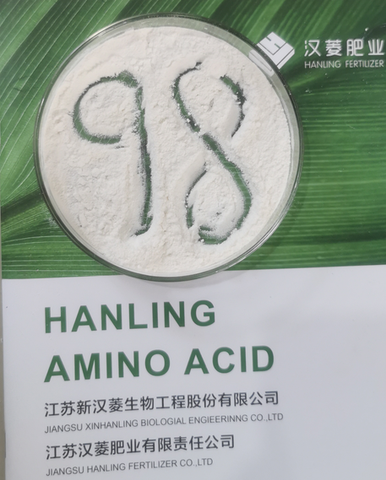 汉菱肥业
HANLING FERTILIZER
98
HANLING
AMINO ACID
江苏新汉菱生物工程股份有限公司
JIANGSU XINHANLING BIOLOGIAL ENGIEERINNG CO.,LTD
江苏汉菱肥业有限责任公司
JIANGSU HANLING FERTILIZER CO.,LTD